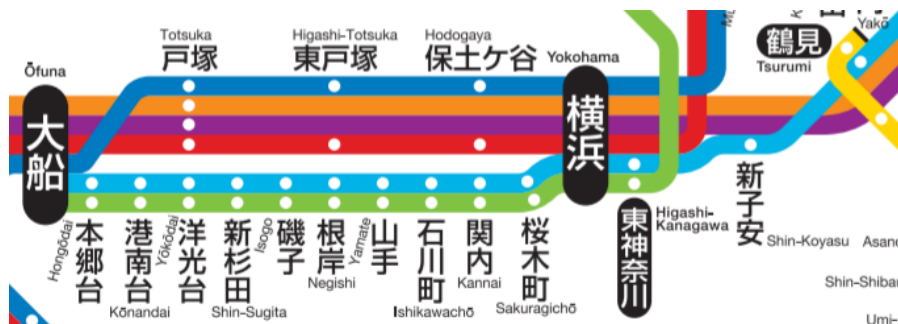 Totsuka
戸塚
Higashi-Totsuka
東戸塚
Hodogaya
保土ケ谷
Yokohama
横浜
鶴見
Tsurumi
Yakō
Ōfuna
大船
Hongōdai
本郷台
港南台
Kōnandai
Yōkōdai
洋光台
新杉田
Shin-Sugita
Isogo
磯子
根岸
Negishi
Yamate
山手
石川町
Ishikawachō
関内
Kannai
桜木町
Sakuragichō
東神奈川
Higashi-
Kanagawa
新子安
Shin-Koyasu
Asano
Shin-Shiba
Umi-